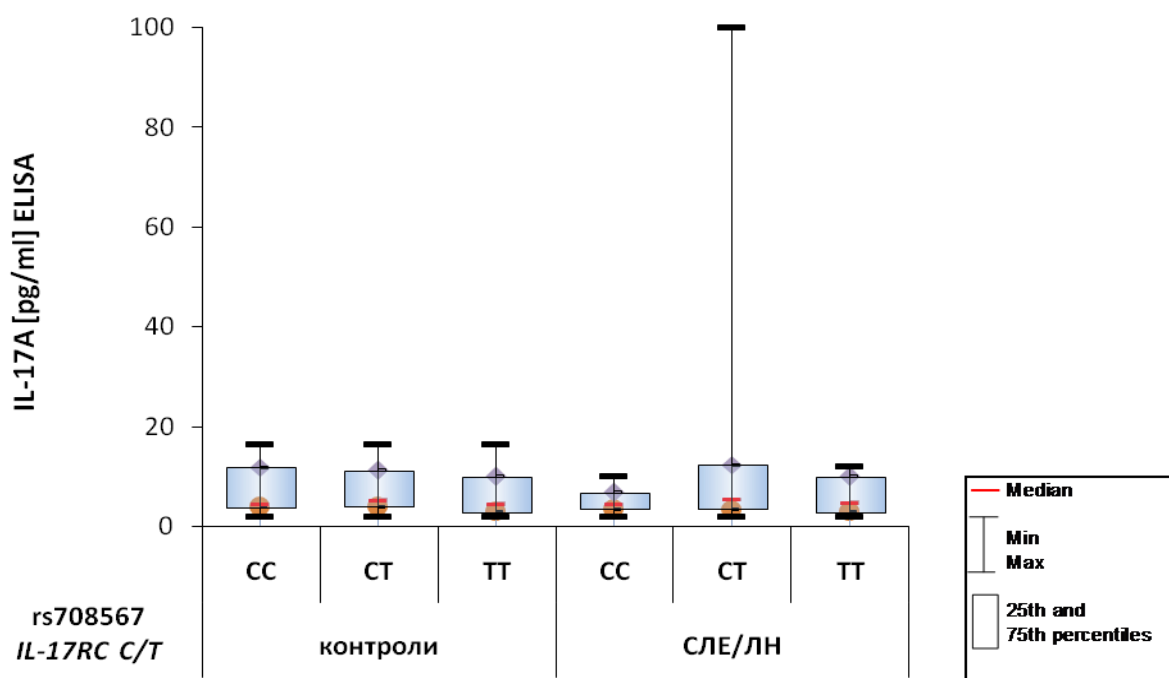 100
80
60
40
20
0
IL-17A [pg/ml] ELISA
CC CT TT CC CT TT
rs708567
IL-17RC C/T
контроли СЛЕ/ЛН
Median
Min
Max
25th and
75th percentiles